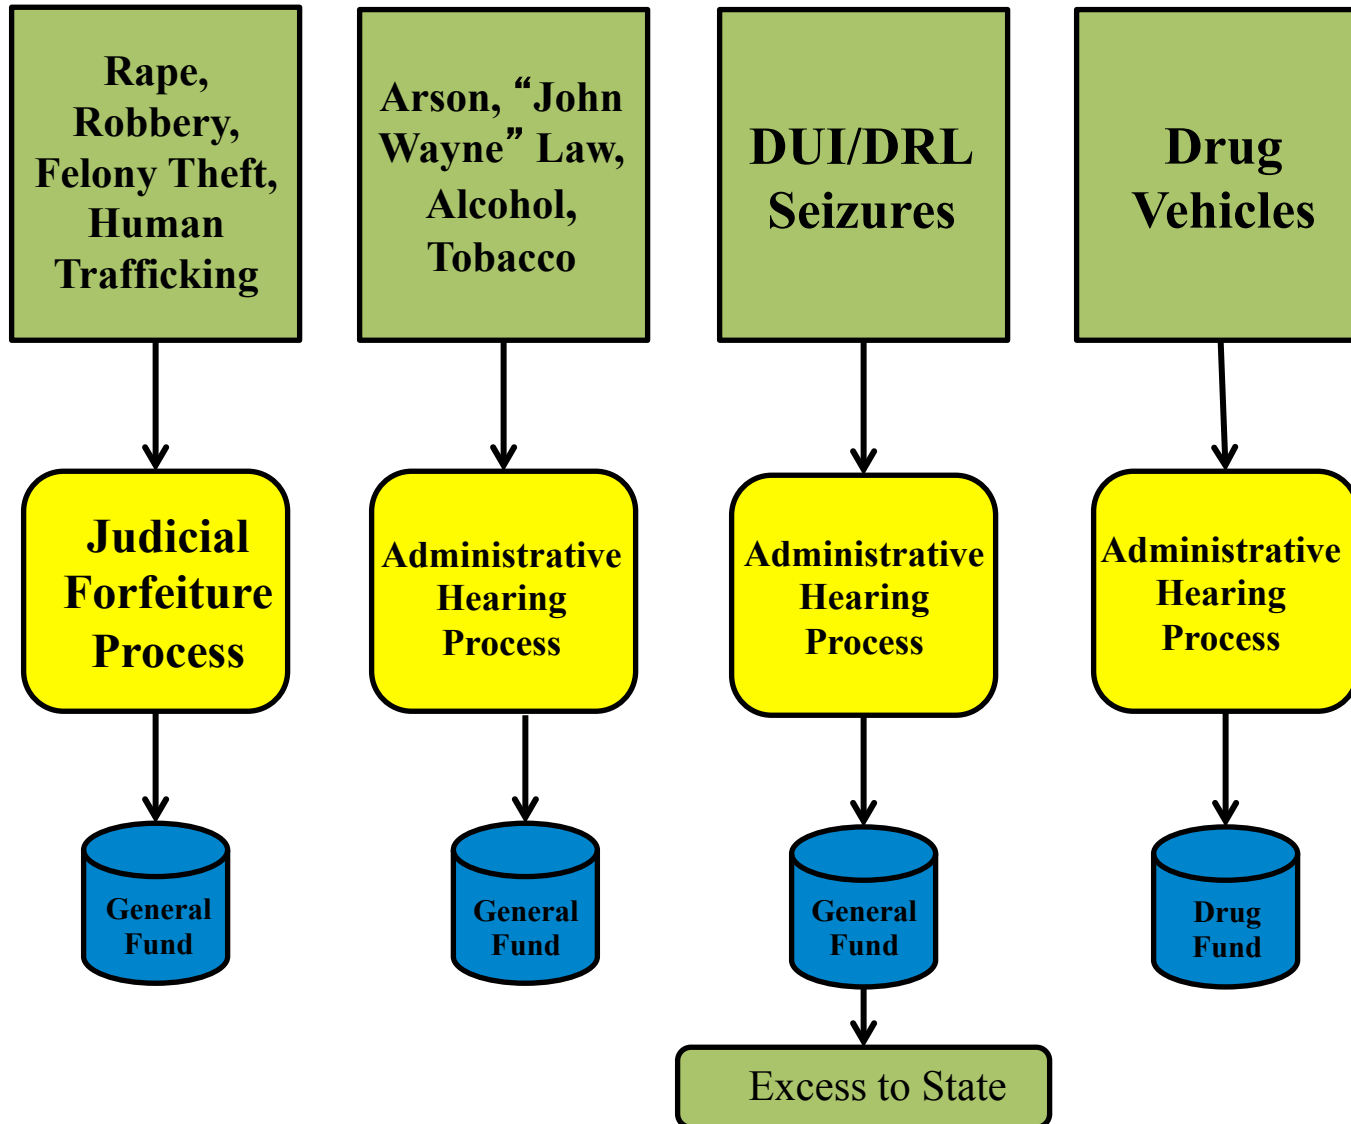 Rape,
Robbery,
Felony Theft,
Human
Trafficking
Arson, “John
Wayne” Law,
Alcohol,
Tobacco
DUI/DRL
Seizures
Drug
Vehicles
Judicial
Forfeiture
Process
Administrative
Hearing
Process
Administrative
Hearing
Process
Administrative
Hearing
Process
General
Fund
General
Fund
General
Fund
Drug
Fund
Excess to State